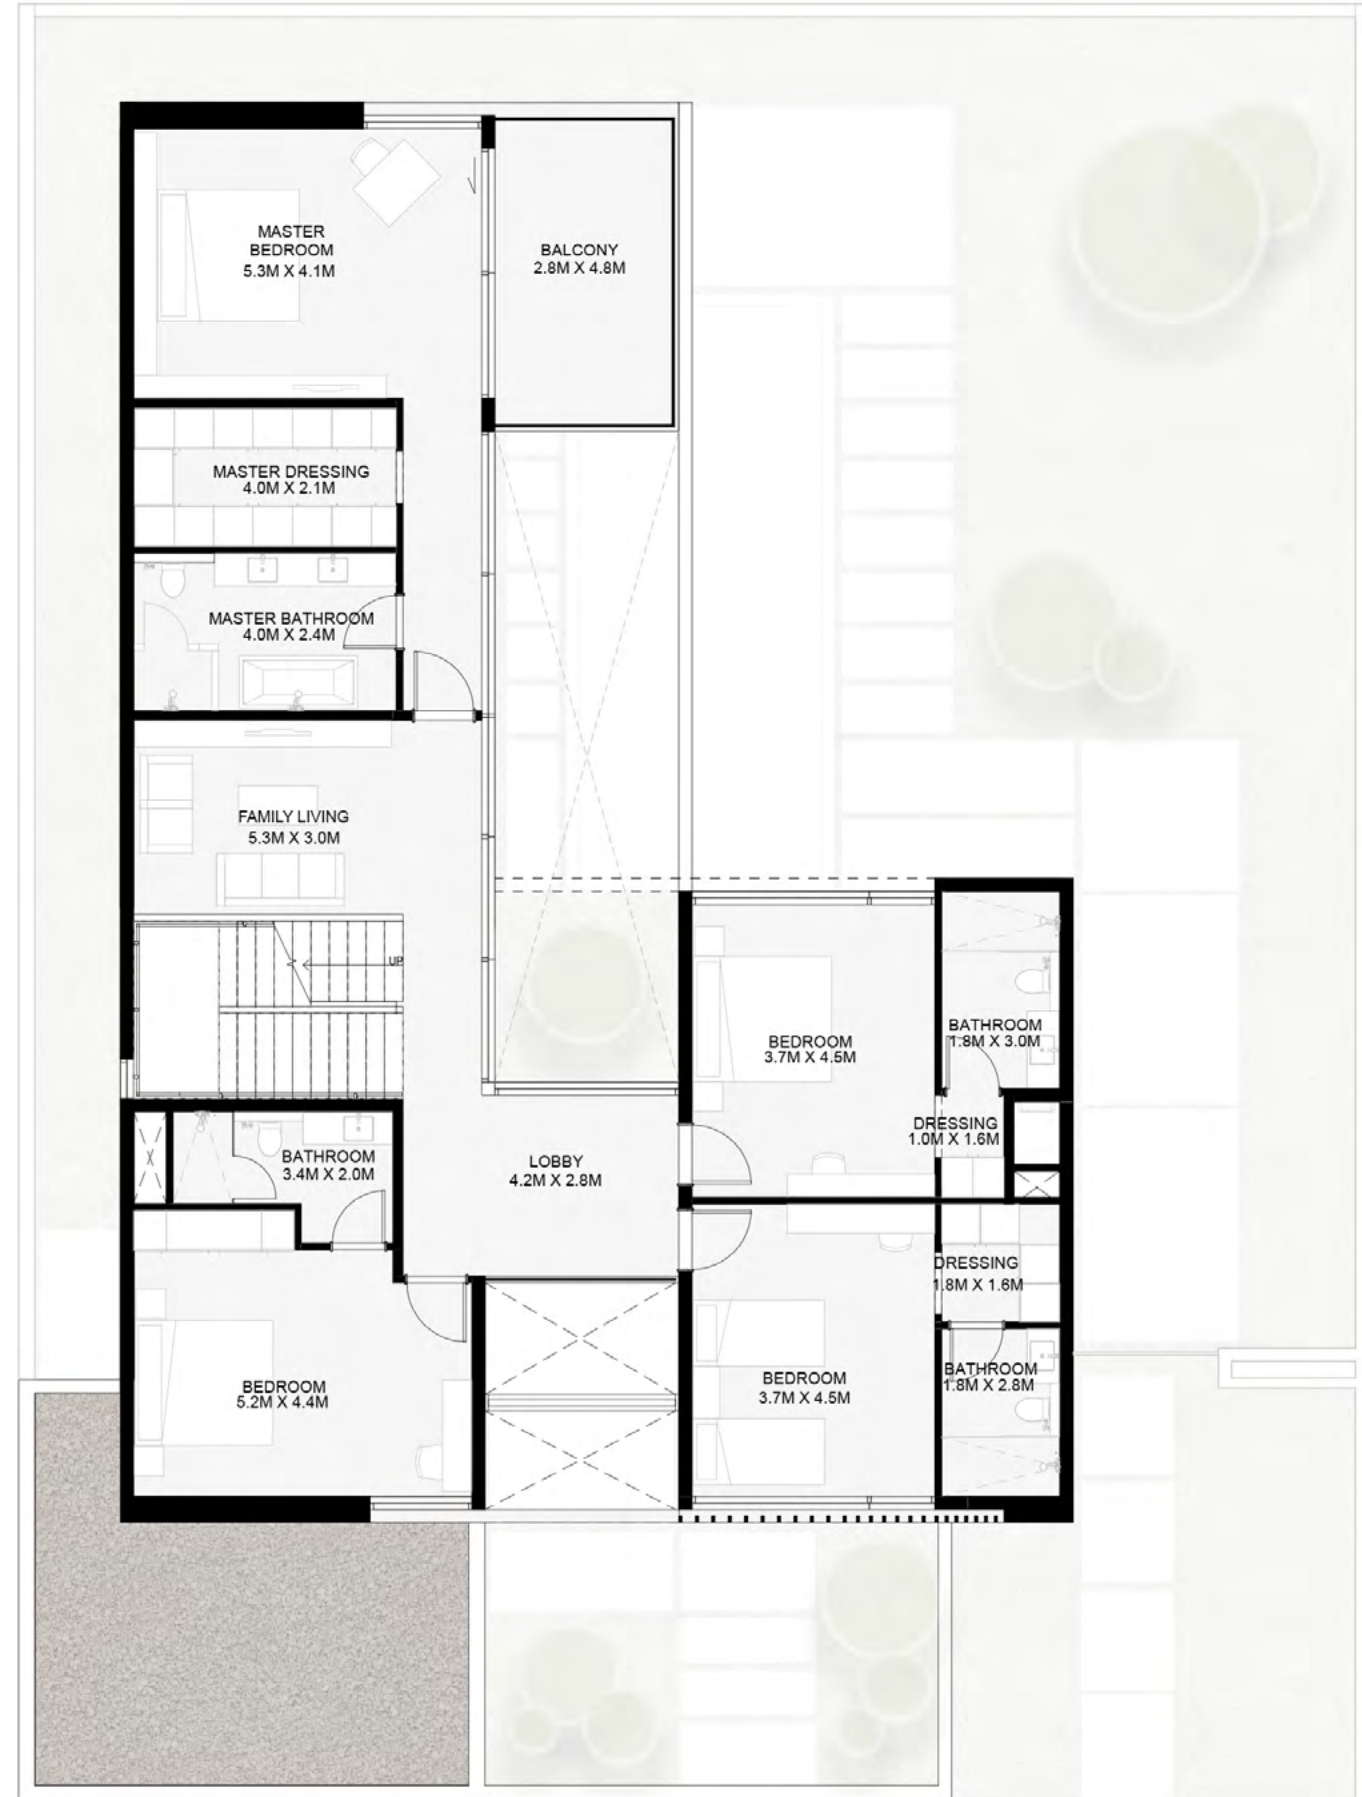 MASTER
BEDROOM
5.3M X 4.1M
BALCONY
2.8M X 4.8M
MASTER DRESSING
4.0M X 2.1M
MASTER BATHROOM
4.0M X 2.4M
FAMILY LIVING
5.3M X 3.0M
UP
BATHROOM
1.8M X 3.0M
BEDROOM
3.7M X 4.5M
DRESSING
1.0M X 1.6M
BATHROOM
3.4M X 2.0M
LOBBY
4.2M X 2.8M
DRESSING
1.8M X 1.6M
BEDROOM
5.2M X 4.4M
BEDROOM
3.7M X 4.5M
BATHROOM
1.8M X 2.8M